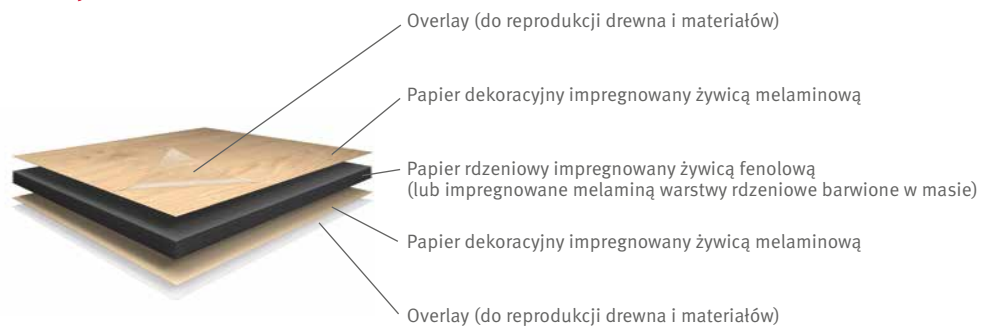 Overlay (do reprodukcji drewna i materiałów)
Papier dekoracyjny impregnowany żywicą melaminową
Papier rdzeniowy impregnowany żywicą fenolową
(lub impregnowane melaminą warstwy rdzeniowe barwione w masie)
Papier dekoracyjny impregnowany żywicą melaminową
Overlay (do reprodukcji drewna i materiałów)